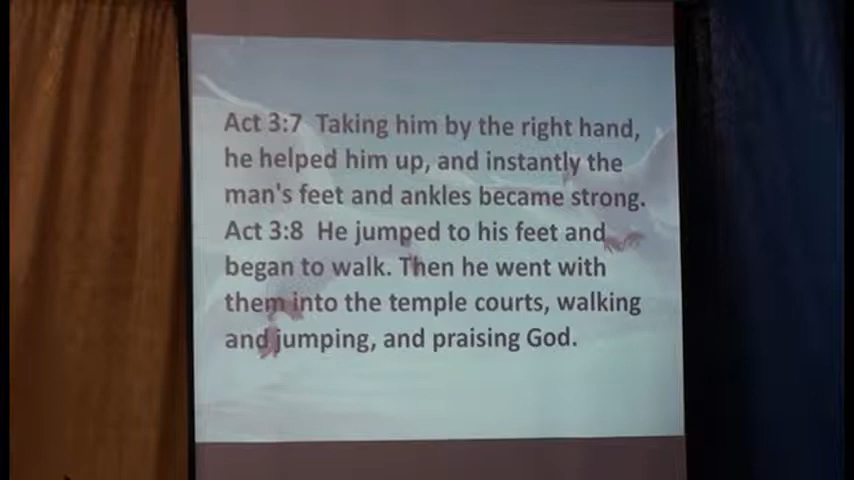 Act 3:7 Taking him by the right hand,
he helped him up, and instantly the
man's feet and ankles became strong.
Act 3:8 He jumped to his feet and
began to walk. Then he went with
them into the temple courts, walking
and jumping, and praising God.